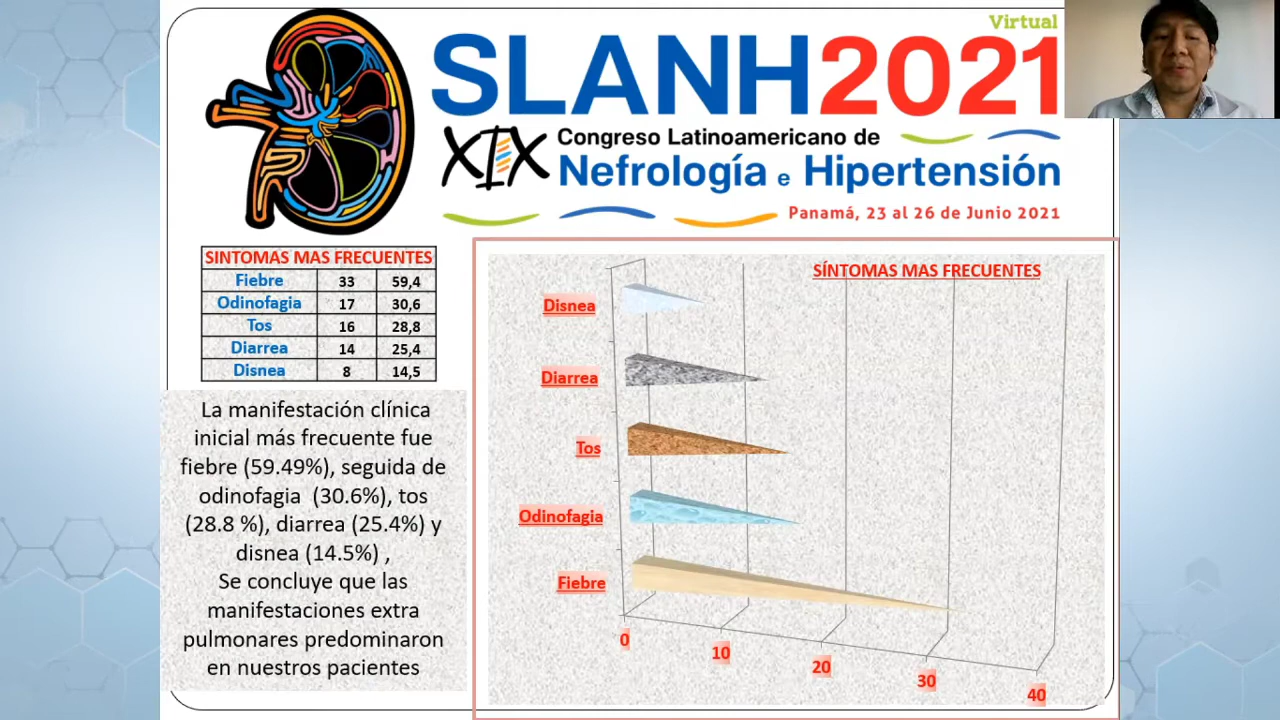 Virtual
SLANH2021
XIX
Congreso Latinoamericano de
Nefrología e Hipertensión
Panamá, 23 al 26 de Junio 2021
SINTOMAS MAS FRECUENTES
Fiebre 33 59,4
Odinofagia 17 30,6
Tos 16 28,8
Diarrea 14 25,4
Disnea 8 14,5
La manifestación clínica
inicial más frecuente fue
fiebre (59.49%), seguida de
odinofagia (30.6%), tos
(28.8 %), diarrea (25.4%) y
disnea (14.5%) ,
Se concluye que las
manifestaciones extra
pulmonares predominaron
en nuestros pacientes
SÍNTOMAS MAS FRECUENTES
Disnea
Diarrea
Tos
Odinofagia
Fiebre
0
10
20
30
40